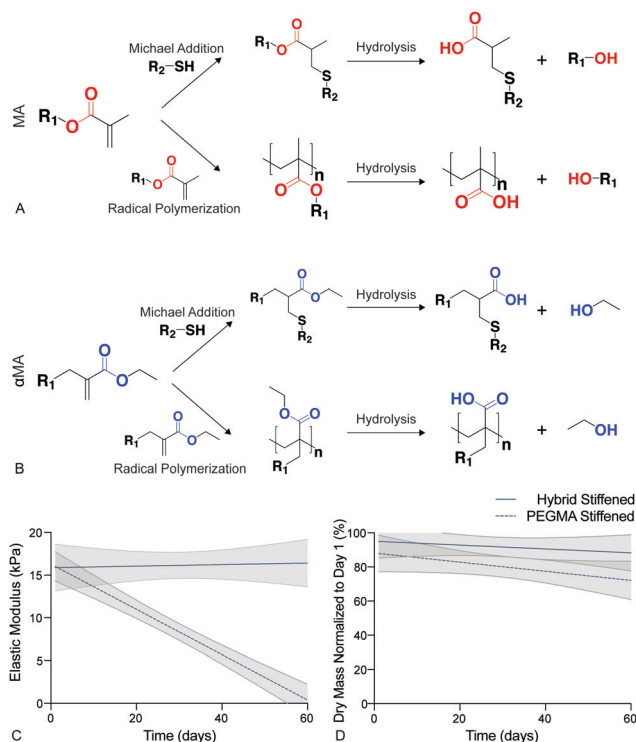 MA
Michael Addition
R2–SH
R1
O
O
Radical Polymerization
R1
O
O
R1
O
O
S
R2
Hydrolysis
HO
O
S
R2
+
R1–OH
n
O
O
R1
Hydrolysis
n
O
OH
+
HO–R1
A
αMA
Michael Addition
R2–SH
R1
O
O
R1
O
O
Radical Polymerization
R1
O
O
S
R2
Hydrolysis
R1
O
OH
S
R2
+
HO
O
O
n
R1
Hydrolysis
HO
O
n
R1
+
OH
B
Hybrid Stiffened
PEGMA Stiffened
Elastic Modulus (kPa)
20
15
10
5
0
0 20 40 60
Time (days)
C
Dry Mass Normalized to Day 1 (%)
100
80
60
40
20
0
0 20 40 60
Time (days)
D